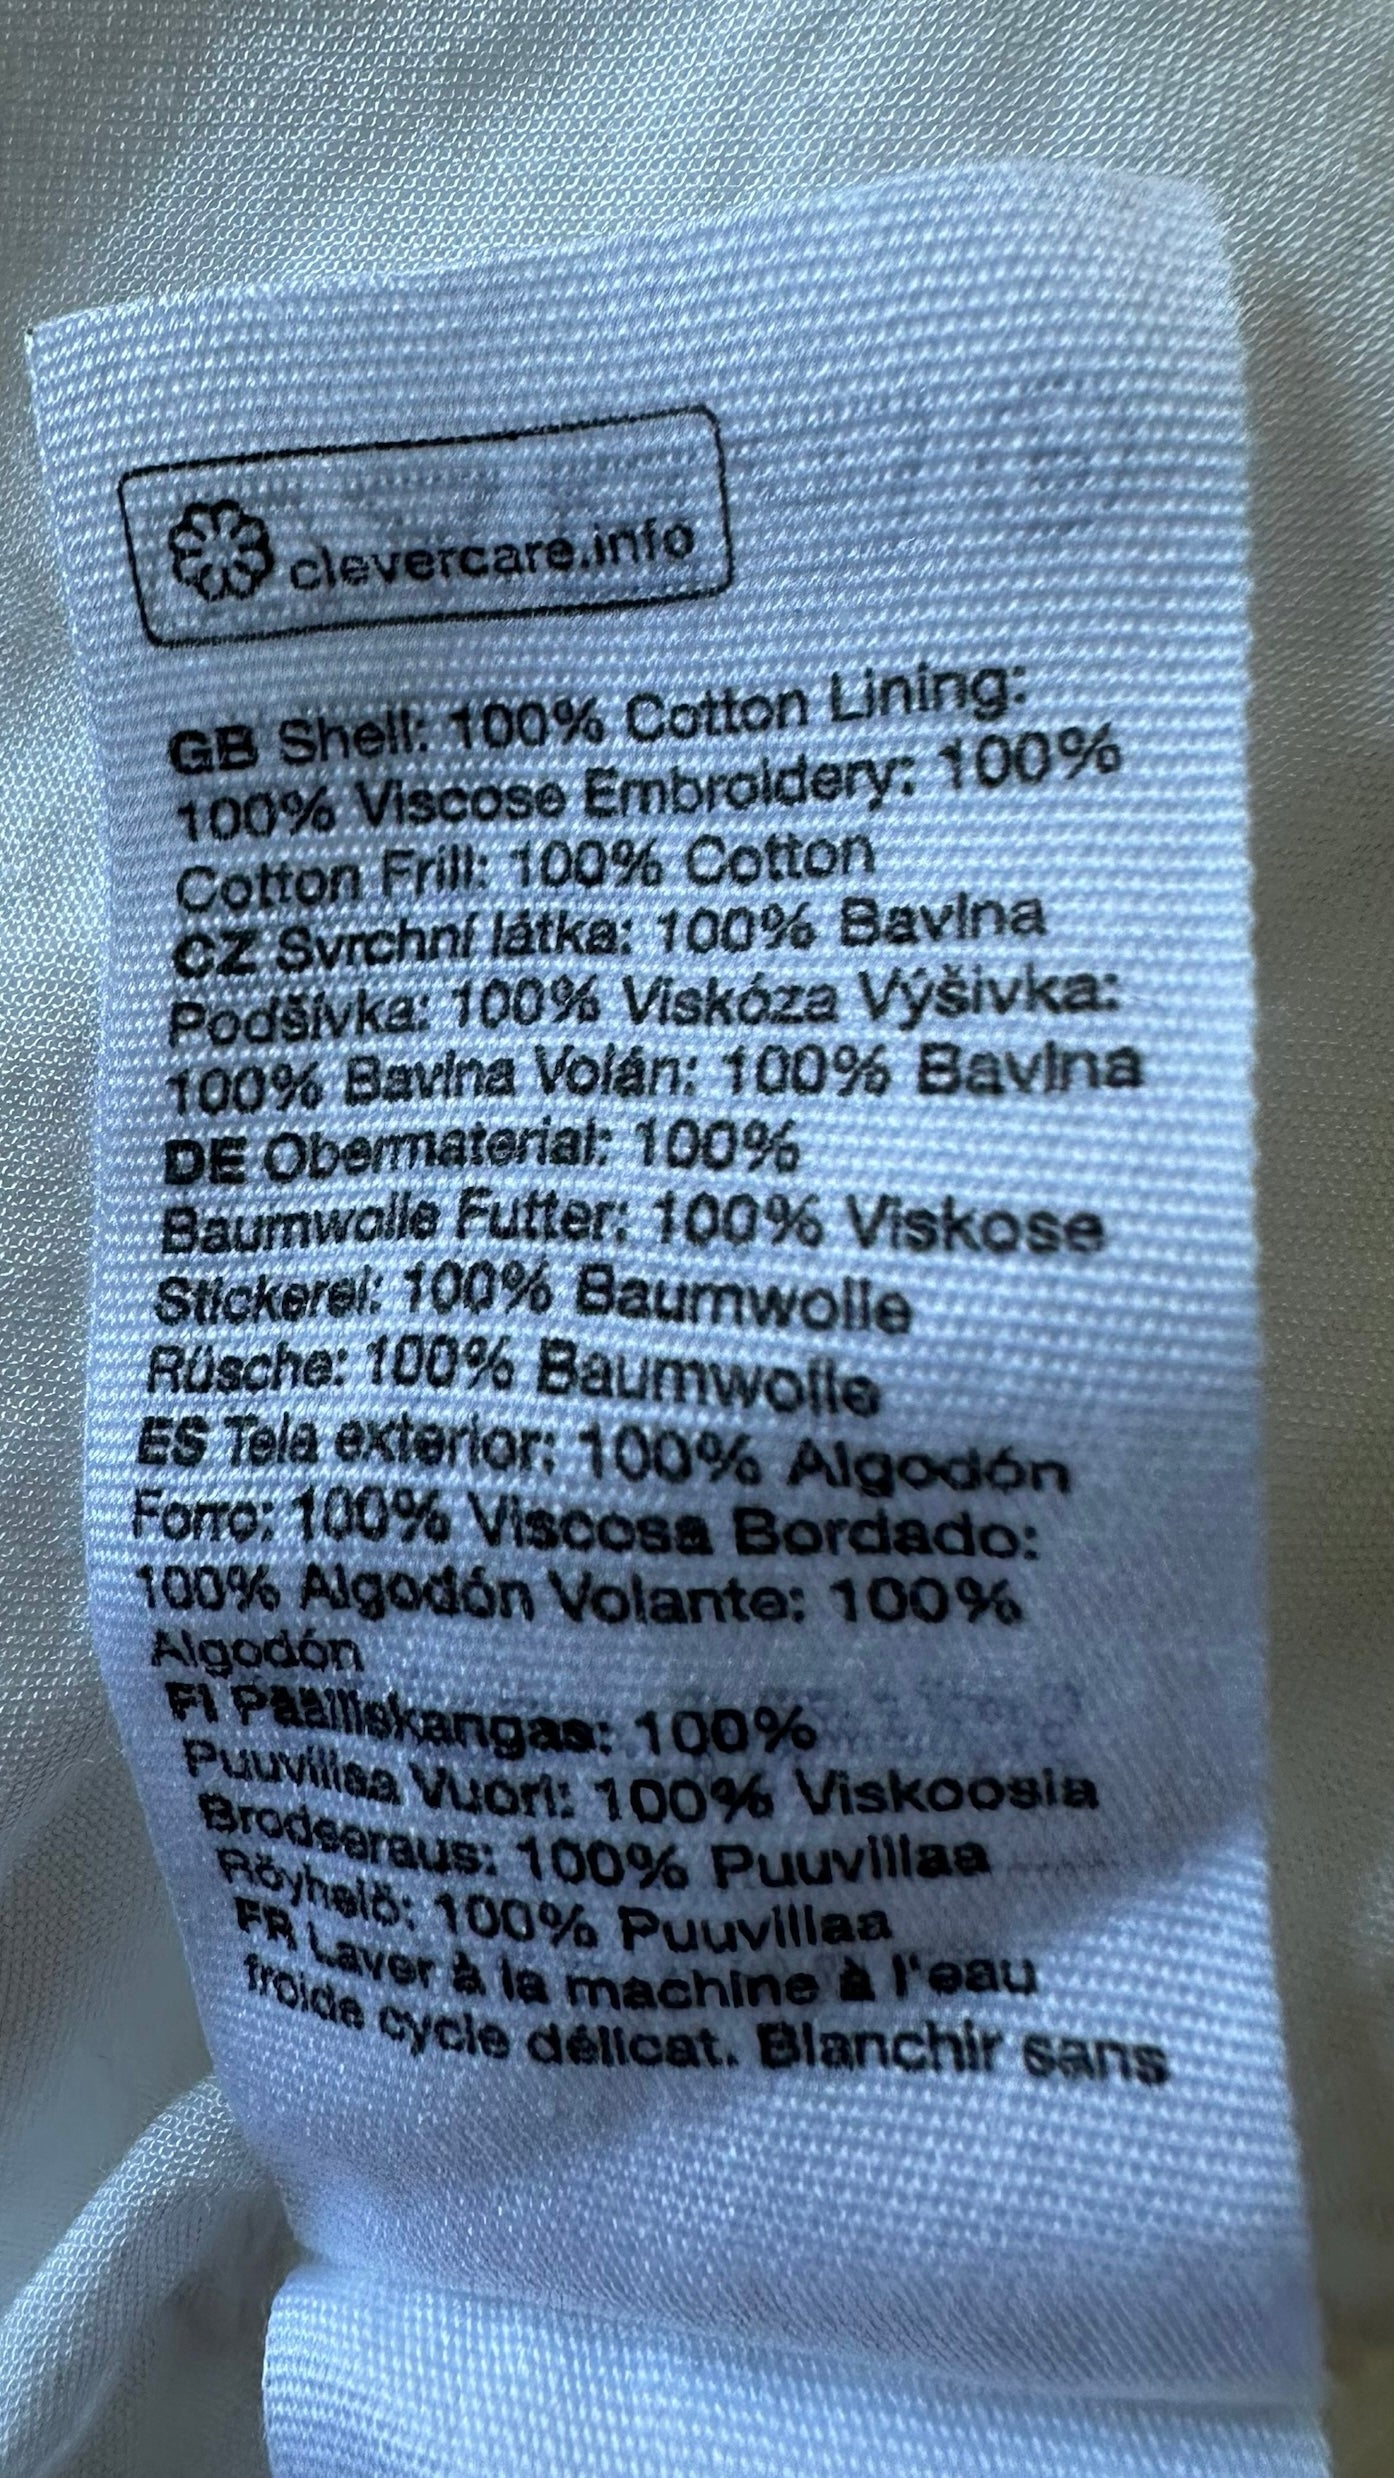 clevercare.info
GB Shell: 100% Cotton Lining:
100% Viscose Embroidery: 100%
Cotton Frill: 100% Cotton
CZ Svrchní látka: 100% Bavlna
Podšívka: 100% Viskóza Výšivka:
100% Bavlna Volán: 100% Bavlna
DE Obermaterial: 100%
Baumwolle Futter: 100% Viskose
Stickerei: 100% Baumwolle
Rüsche: 100% Baumwolle
ES Tela exterior: 100% Algodón
Forro: 100% Viscosa Bordado:
100% Algodón Volante: 100%
Algodón
FI Päälliskangas: 100%
Puuvillaa Vuori: 100% Viskoosia
Brodeeraus: 100% Puuvillaa
Röyhelö: 100% Puuvillaa
FR Laver à la machine à l'eau
froide cycle délicat. Blanchir sans